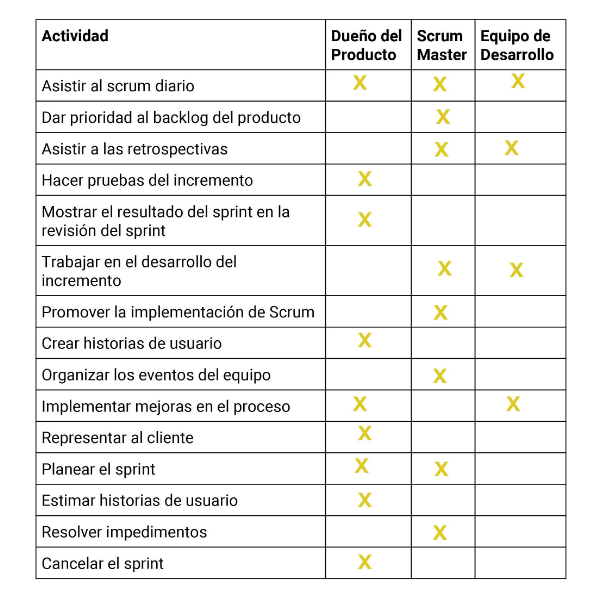 Actividad Dueño del Scrum Equipo de
Producto Master Desarrollo
Asistir al scrum diario X X X
Dar prioridad al backlog del producto X
Asistir a las retrospectivas X X
Hacer pruebas del incremento X
Mostrar el resultado del sprint en la
revisión del sprint X
Trabajar en el desarrollo del
incremento X X
Promover la implementación de Scrum X
Crear historias de usuario X
Organizar los eventos del equipo X
Implementar mejoras en el proceso X X
Representar al cliente X
Planear el sprint X X
Estimar historias de usuario X
Resolver impedimentos X
Cancelar el sprint X